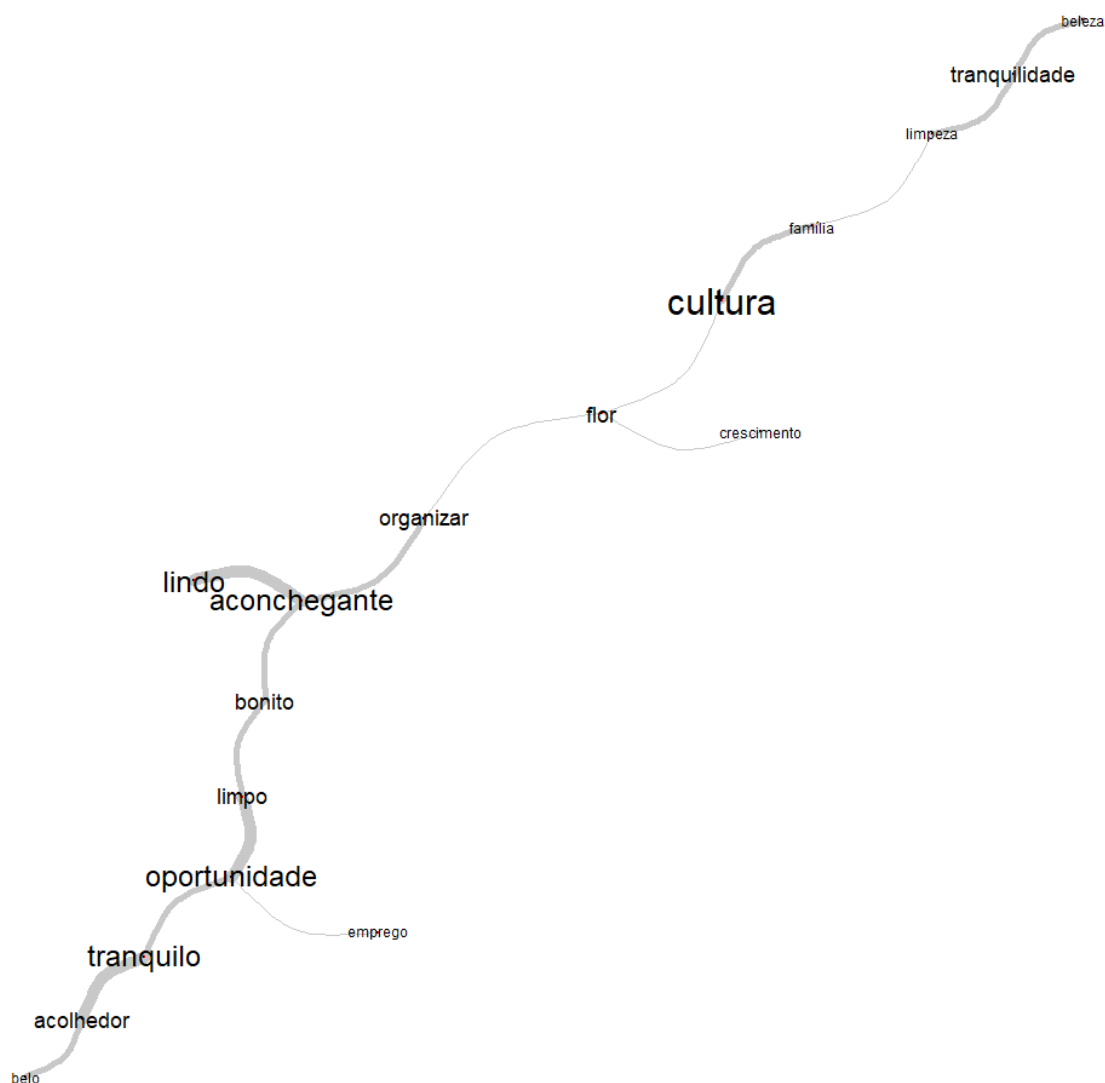 beleza
tranquilidade
limpeza
família
cultura
flor
crescimento
organizar
lindo
aconchegante
bonito
limpo
oportunidade
emprego
tranquilo
acolhedor
belo